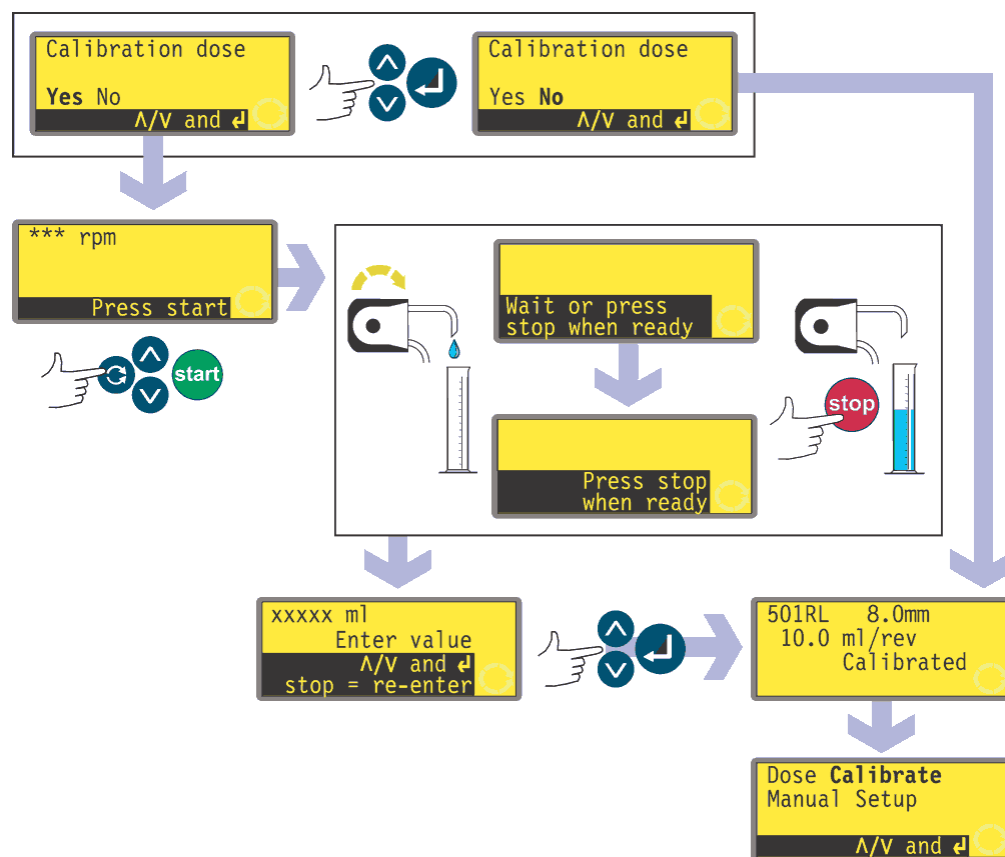 Calibration dose
Yes No
Λ/V and ↵
Calibration dose
Yes No
Λ/V and ↵
*** rpm
Press start
start
Wait or press
stop when ready
stop
Press stop
when ready
xxxxx ml
Enter value
Λ/V and ↵
stop = re-enter
501RL 8.0mm
10.0 ml/rev
Calibrated
Dose Calibrate
Manual Setup
Λ/V and ↵